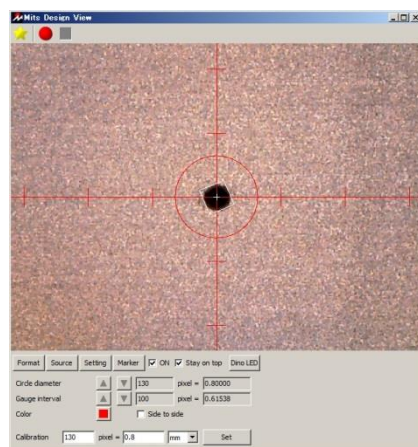 Mits Design View
Format Source Setting Marker ON Stay on top Dino LED
Circle diameter 130 pixel = 0.80000
Gauge interval 100 pixel = 0.61538
Color Side to side
Calibration 130 pixel = 0.8 mm Set